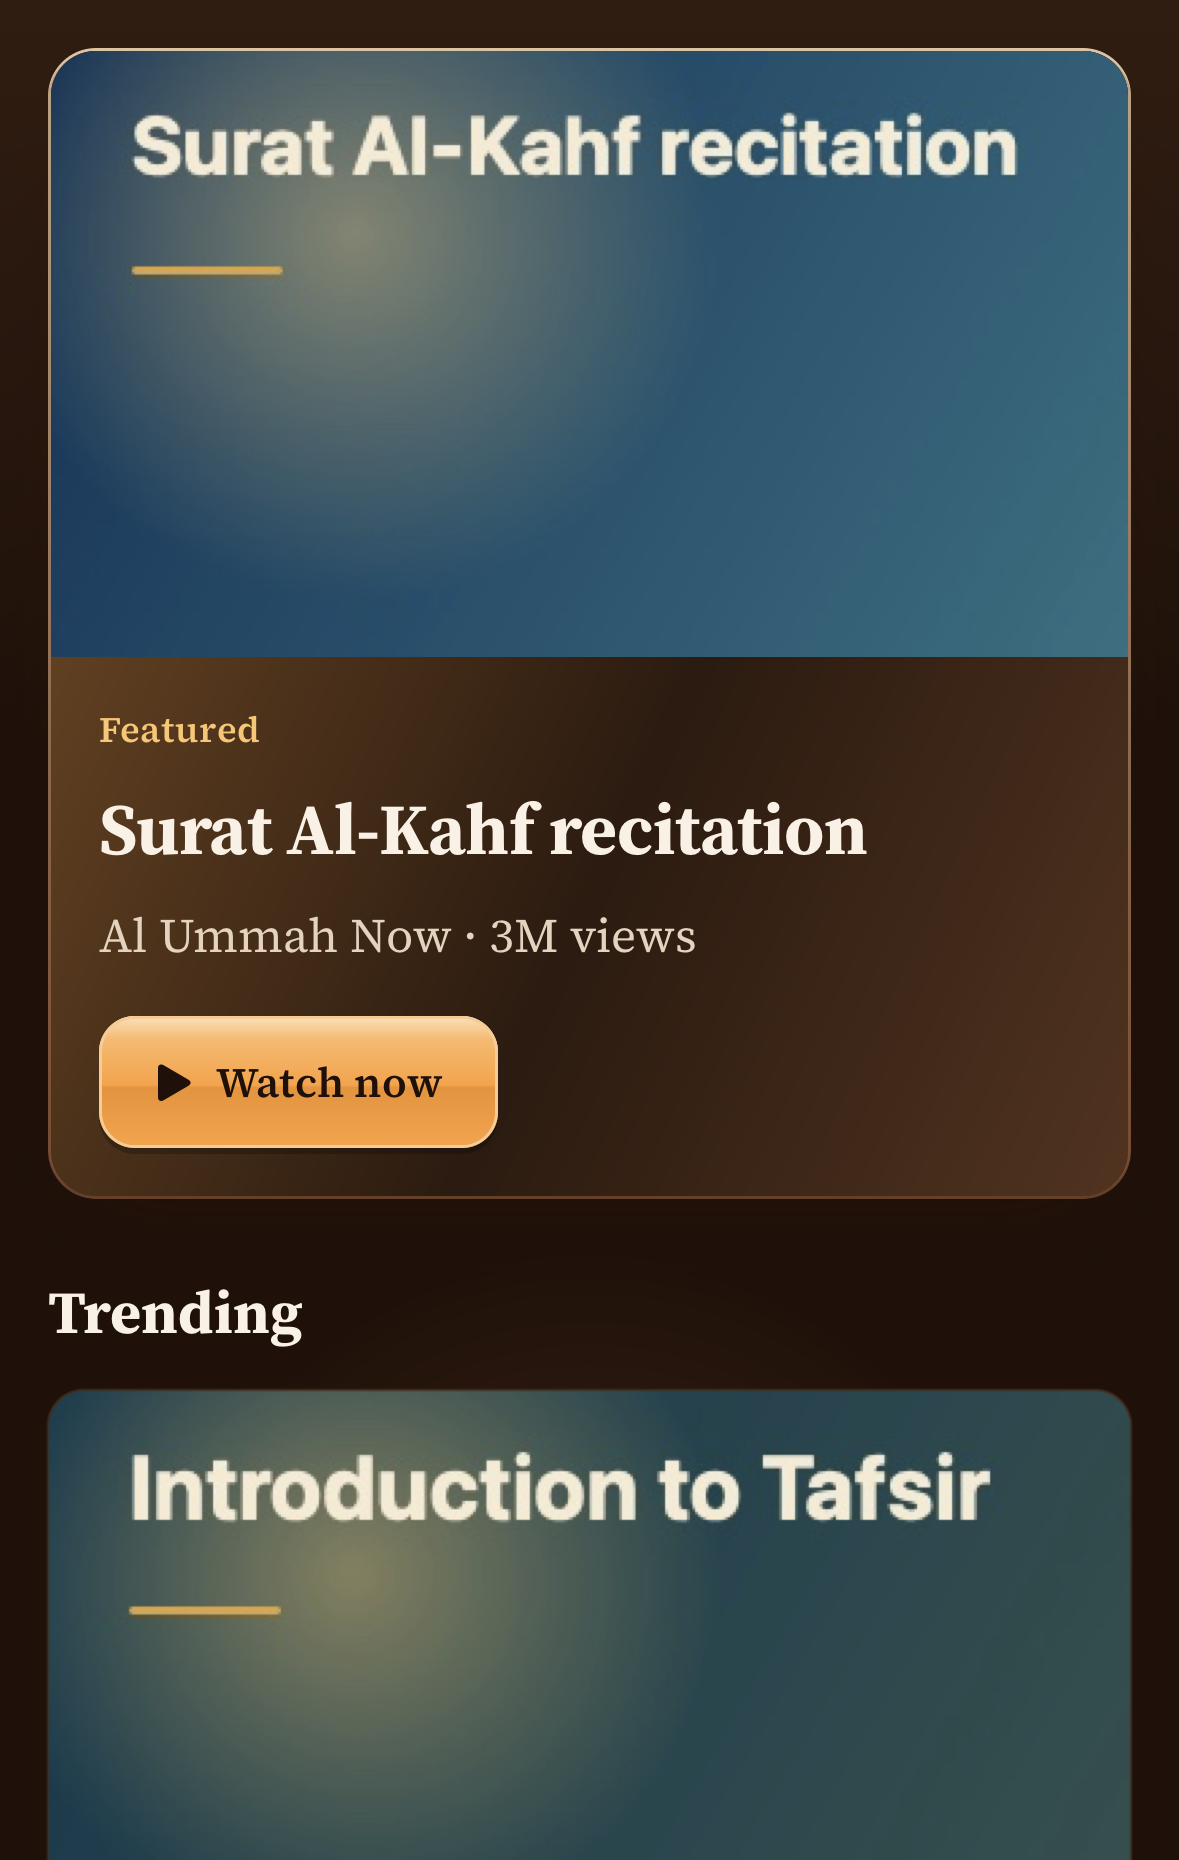 Surat Al-Kahf recitation
Featured
Surat Al-Kahf recitation
Al Ummah Now · 3M views
Watch now
Trending
Introduction to Tafsir